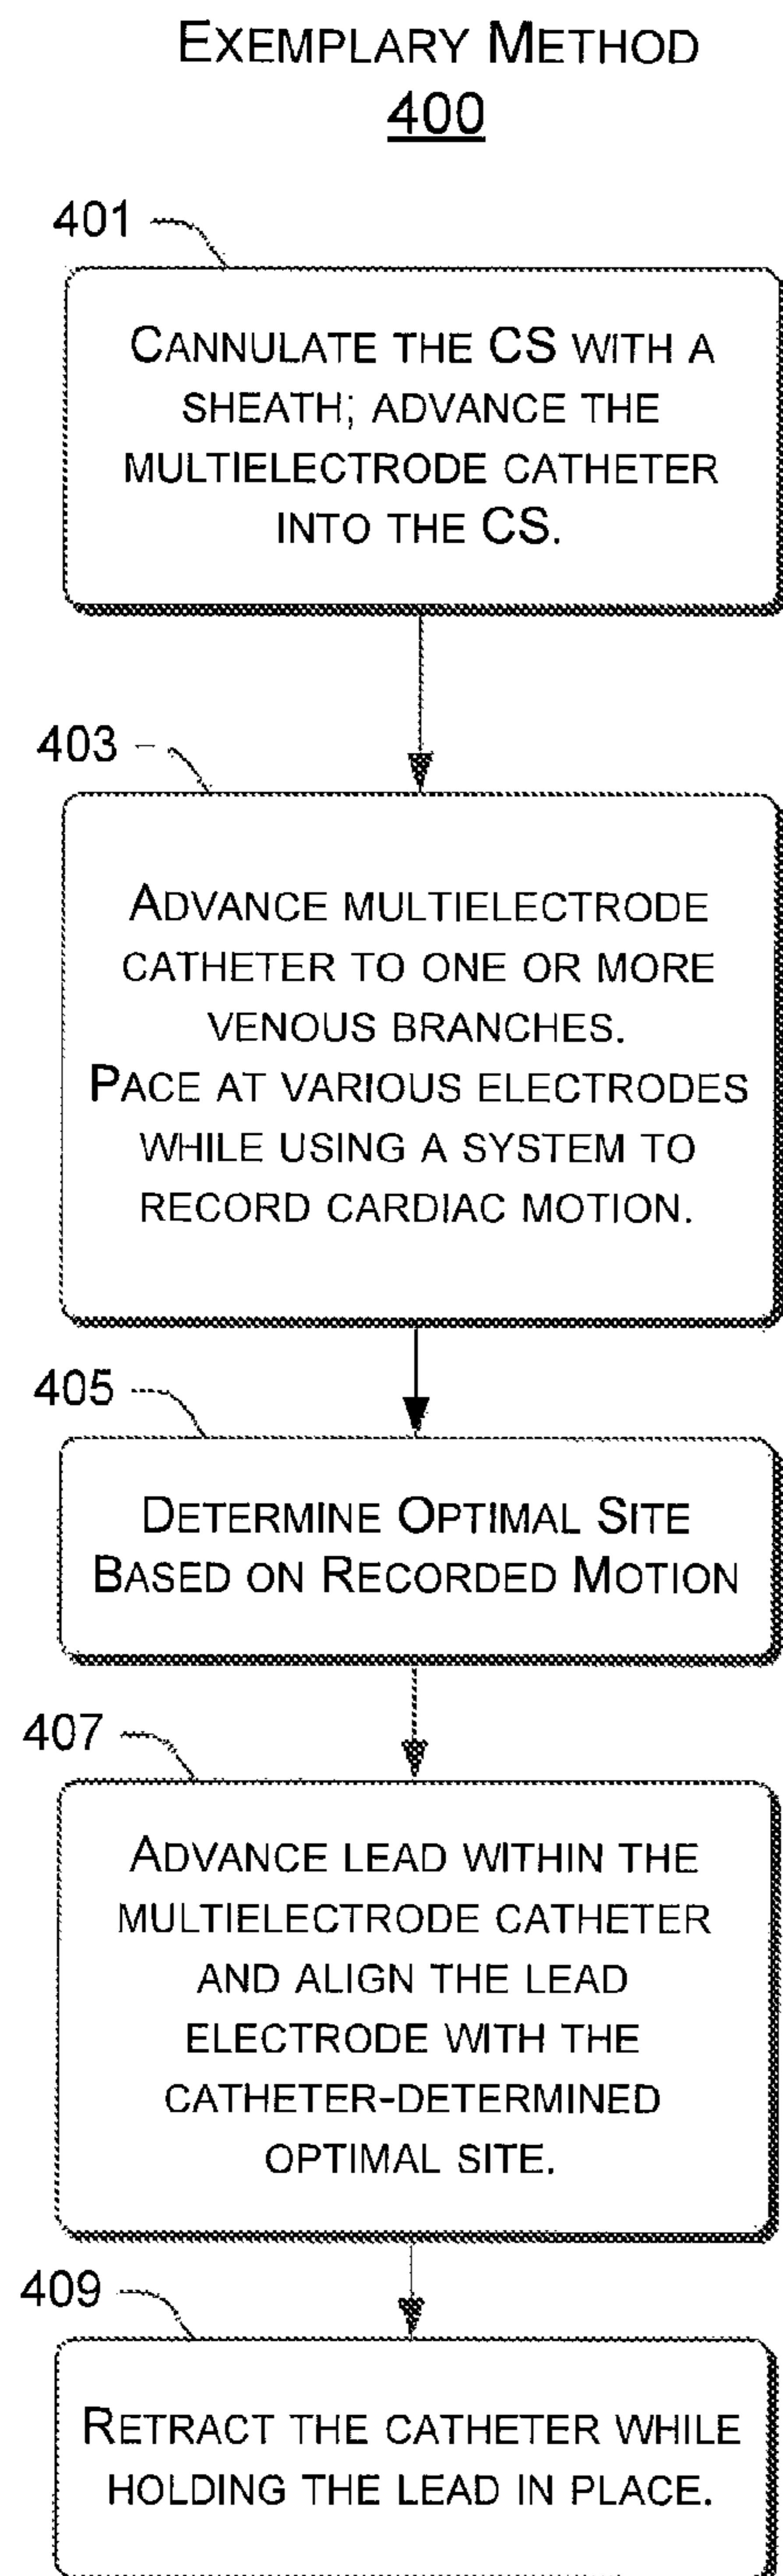 EXEMPLARY METHOD
400
401
CANNULATE THE CS WITH A
SHEATH; ADVANCE THE
MULTIELECTRODE CATHETER
INTO THE CS.
403
ADVANCE MULTIELECTRODE
CATHETER TO ONE OR MORE
VENOUS BRANCHES.
PACE AT VARIOUS ELECTRODES
WHILE USING A SYSTEM TO
RECORD CARDIAC MOTION.
405
DETERMINE OPTIMAL SITE
BASED ON RECORDED MOTION
407
ADVANCE LEAD WITHIN THE
MULTIELECTRODE CATHETER
AND ALIGN THE LEAD
ELECTRODE WITH THE
CATHETER-DETERMINED
OPTIMAL SITE.
409
RETRACT THE CATHETER WHILE
HOLDING THE LEAD IN PLACE.